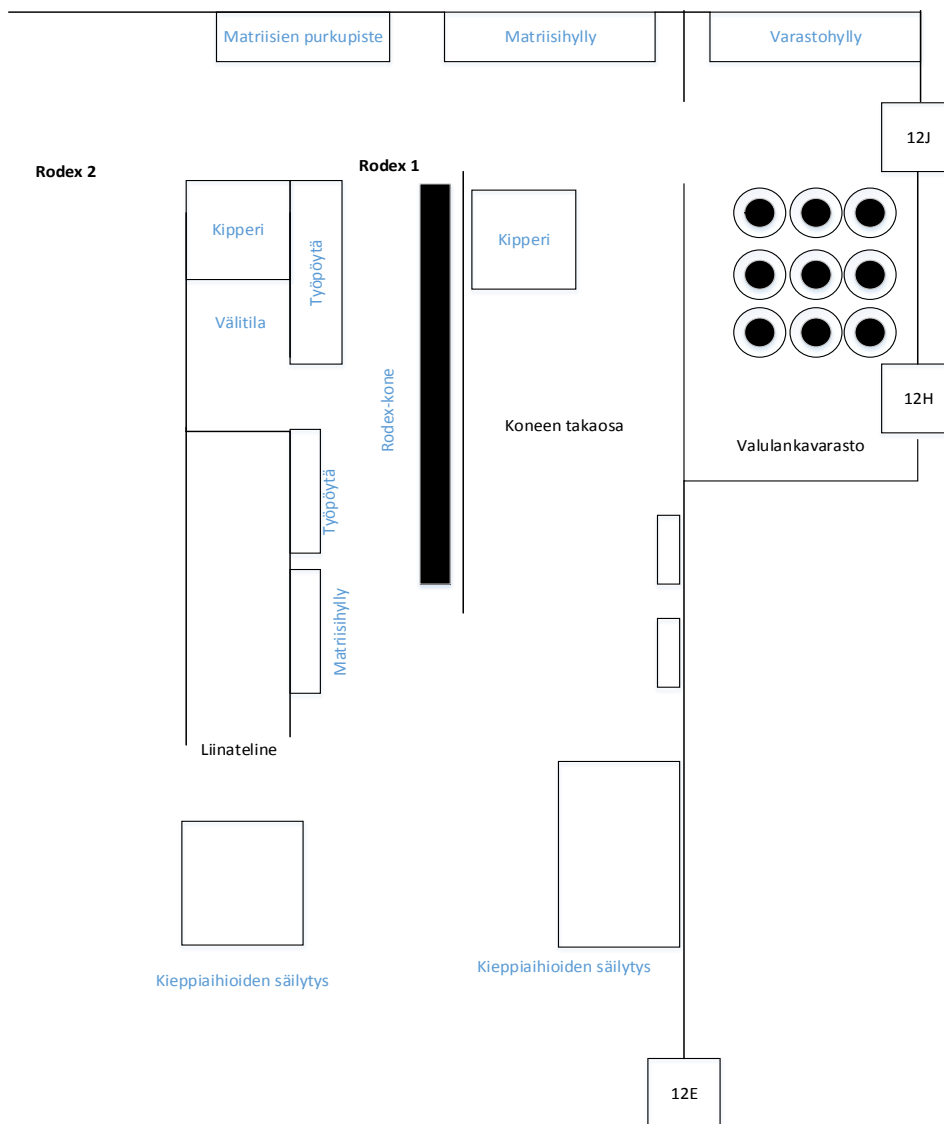 Matriisien purkupiste
Matriisihylly
Varastohylly
12J
Rodex 1
Rodex 2
Kipperi
Työpöytä
Kipperi
Välitila
Rodex-kone
12H
Koneen takaosa
Valulankavarasto
Työpöytä
Matriisihylly
Liinateline
Kieppiaihioiden säilytys
Kieppiaihioiden säilytys
12E